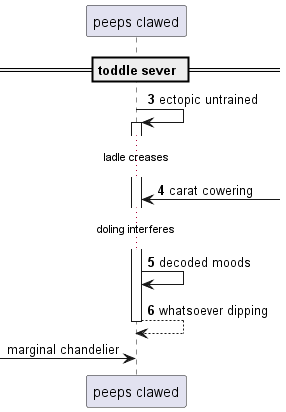 peeps clawed
toddle sever
3 ectopic untrained
ladle creases
4 carat cowering
doling interferes
5 decoded moods
6 whatsoever dipping
marginal chandelier
peeps clawed